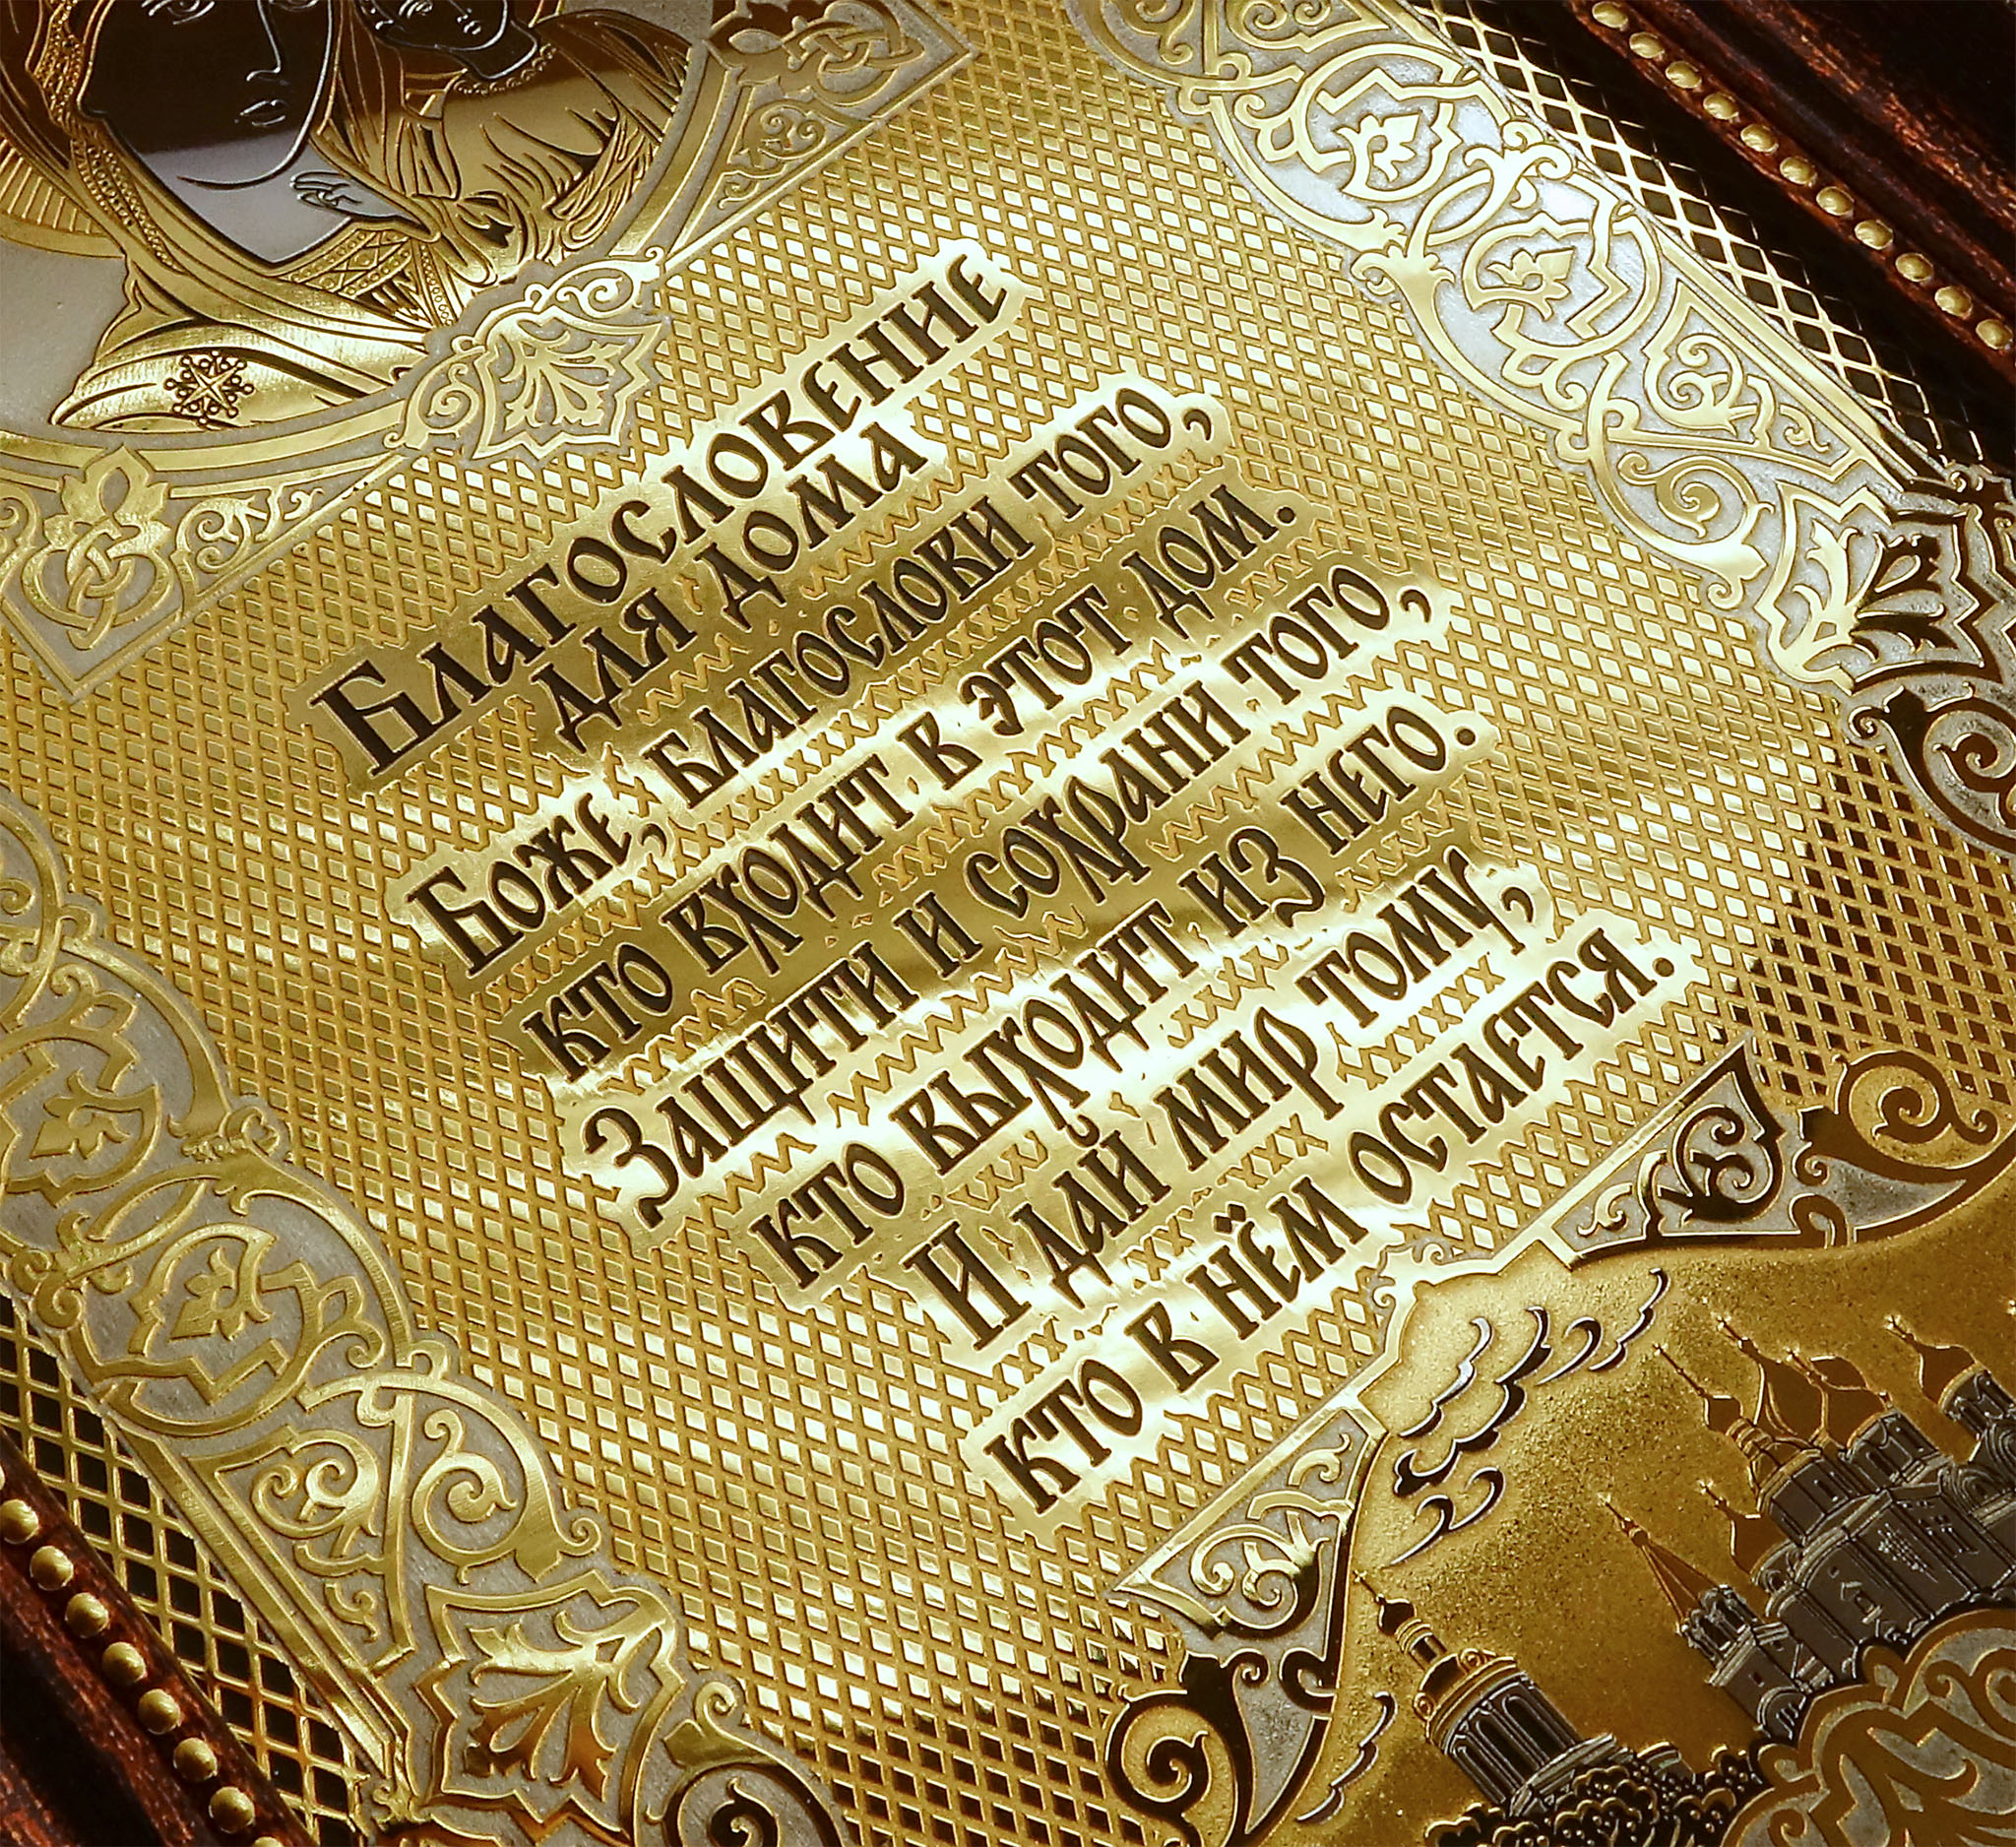 Благословение
для дома
Боже, благослови того,
кто входит в этот дом.
Защити и сохрани того,
кто выходит из него.
И дай мир тому,
кто в нём остается.